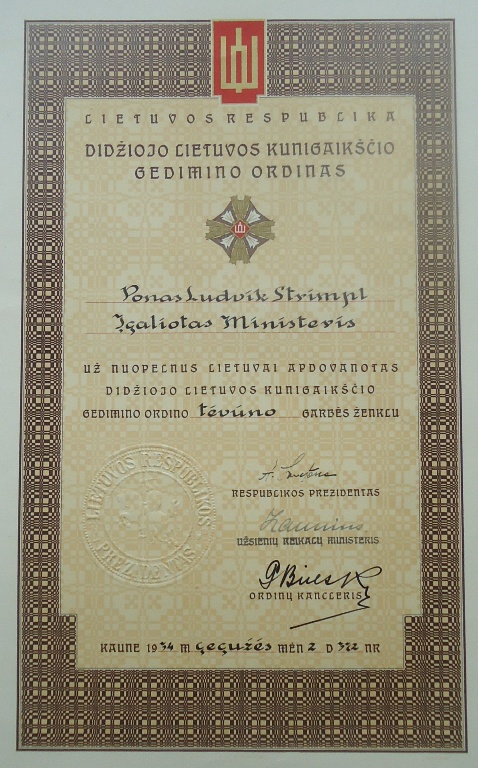 LIETUVOS RESPUBLIKA
DIDŽIOJO LIETUVOS KUNIGAIKŠČIO
GEDIMINO ORDINAS
Ponas Ludvik Strimpl
Įgaliotas Ministeris
UŽ NUOPELNUS LIETUVAI APDOVANOTAS
DIDŽIOJO LIETUVOS KUNIGAIKŠČIO
GEDIMINO ORDINO tėvūno GARBĖS ŽENKLU
LIETUVOS RESPUBLIKOS
PREZIDENTAS
RESPUBLIKOS PREZIDENTAS
Zaunius
UŽSIENIŲ REIKALŲ MINISTERIS
ORDINŲ KANCLERIS
KAUNE 1934 M. gegužės MĖN 2 D 372 NR